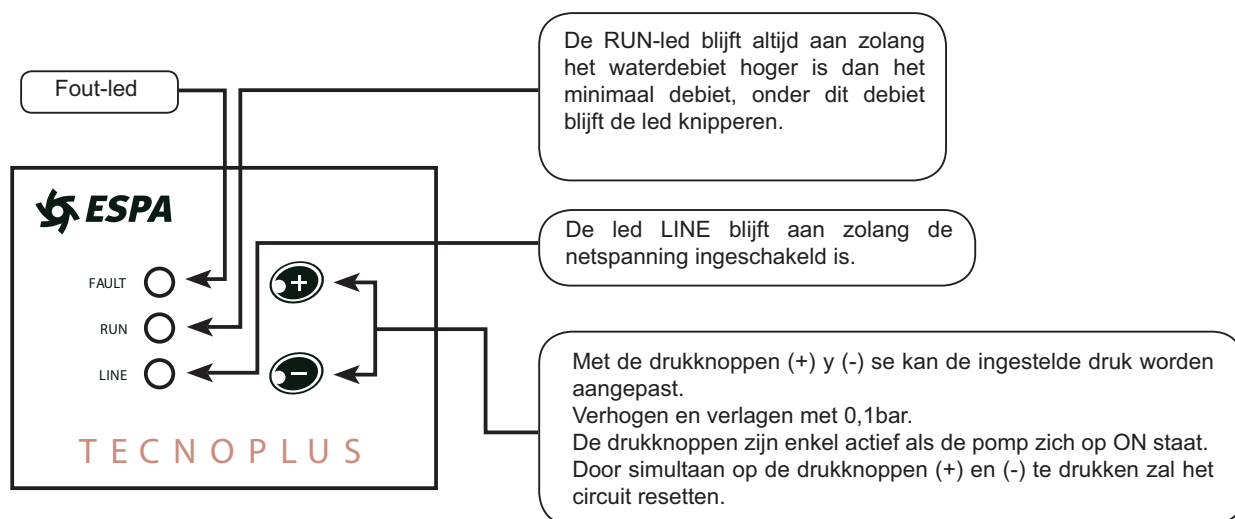 De RUN-led blijft altijd aan zolang
het waterdebiet hoger is dan het
minimaal debiet, onder dit debiet
blijft de led knipperen.
Fout-led
ESPA
De led LINE blijft aan zolang de
netspanning ingeschakeld is.
FAULT
RUN
LINE
+
-
Met de drukknoppen (+) y (-) se kan de ingestelde druk worden
aangepast.
Verhogen en verlagen met 0,1bar.
De drukknoppen zijn enkel actief als de pomp zich op ON staat.
Door simultaan op de drukknoppen (+) en (-) te drukken zal het
circuit resetten.
TECNOPLUS